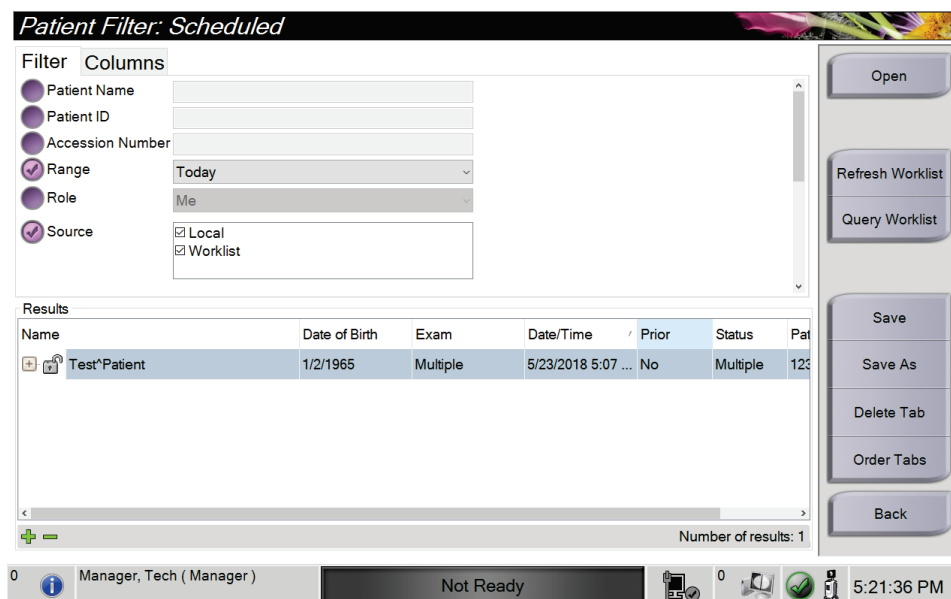 Patient Filter: Scheduled
Filter Columns
Patient Name
Patient ID
Accession Number
Range Today
Role Me
Source Local
Worklist
Results
Name Date of Birth Exam Date/Time Prior Status Pat
Test^Patient 1/2/1965 Multiple 5/23/2018 5:07 ... No Multiple 123
Number of results: 1
Open
Refresh Worklist
Query Worklist
Save
Save As
Delete Tab
Order Tabs
Back
0 Manager, Tech ( Manager ) Not Ready 0 5:21:36 PM